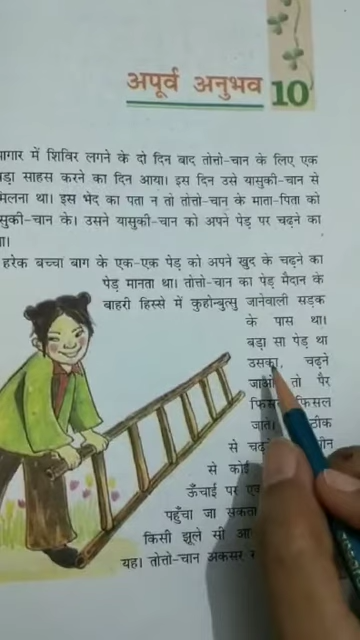 अपूर्व अनुभव 10
में शिविर लगने के दो दिन बाद तोत्तो-चान के लिए एक
साहस करने का दिन आया। इस दिन उसे यासुकी-चान से
था। इस भेद का पता न तो तोत्तो-चान के माता-पिता को
के। उसने यासुकी-चान को अपने पेड़ पर चढ़ने का
हरेक बच्चा बाग के एक-एक पेड़ को अपने खुद के चढ़ने का
पेड़ मानता था। तोत्तो-चान का पेड़ मैदान के
बाहरी हिस्से में कुहोन्बुत्सु जानेवाली सड़क
के पास था।
बड़ा सा पेड़ था
उसका, चढ़ने
जाओ तो पैर
फिसल
जाते। ठीक
से
से कोई
ऊँचाई पर
पहुँचा जा सकता
किसी झूले सी
यह। तोत्तो-चान अकसर